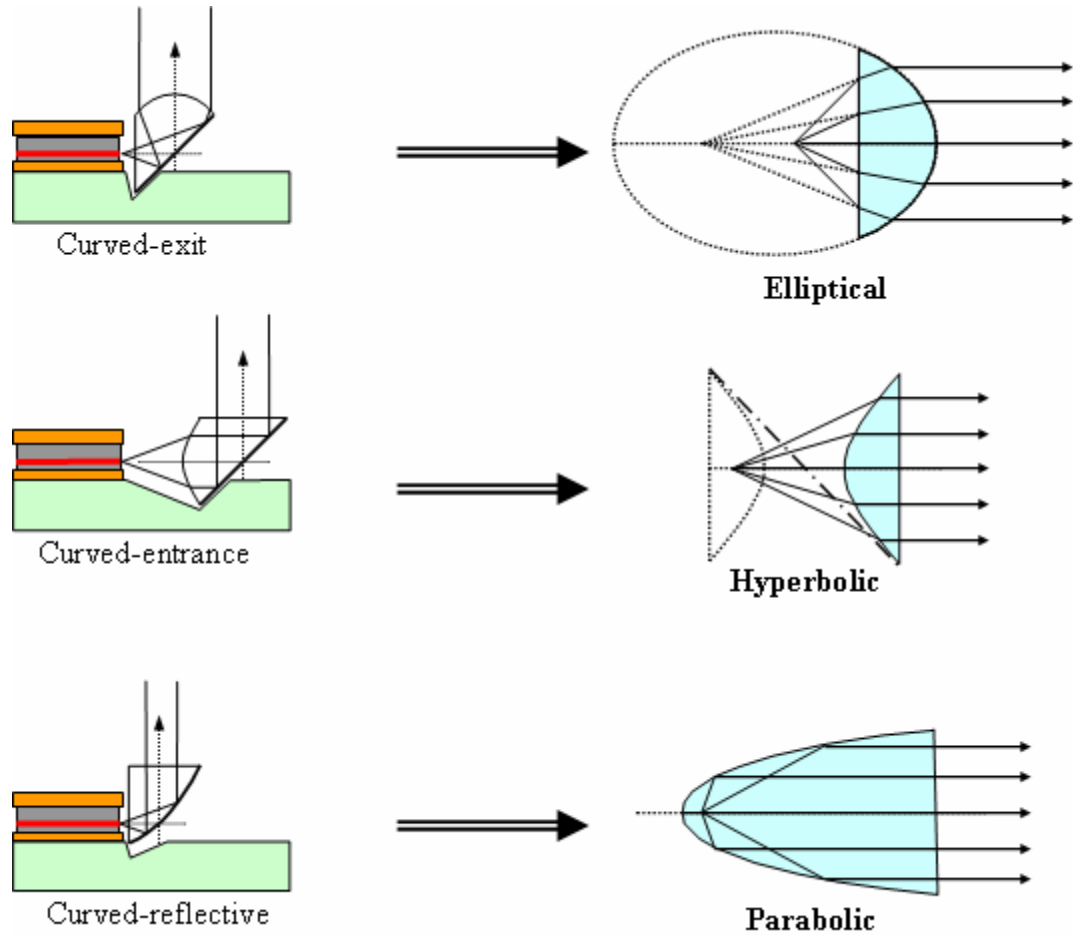 Curved-exit
Elliptical
Curved-entrance
Hyperbolic
Curved-reflective
Parabolic